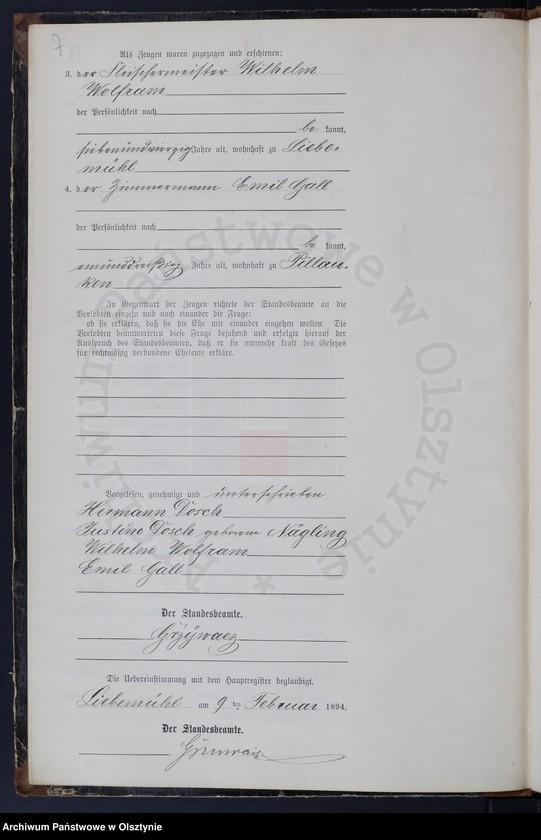 7
Als Zeugen waren zugezogen und erschienen:
3. der Fleischermeister Wilhelm
Wolfram
der Persönlichkeit nach
be kannt,
siebenundvierzig Jahre alt, wohnhaft zu Liebe-
mühl
4. der Zimmermann Emil Gall
der Persönlichkeit nach
be kannt,
Jahre alt, wohnhaft zu Pillau-
ken
In Gegenwart der Zeugen richtete der Standesbeamte an die
Verlobten einzeln und nach einander die Frage:
ob sie erklären, daß sie die Ehe mit einander eingehen wollen. Die
Verlobten beantworteten diese Frage bejahend und erfolgte hierauf der
Ausspruch des Standesbeamten, daß er sie nunmehr kraft des Gesetzes
für rechtmäßig verbundene Eheleute erkläre.
Vorgelesen, genehmigt und unterschrieben
Hermann Dosch
Justine Dosch geborene Nägling
Wilhelm Wolfram
Emil Gall
Der Standesbeamte.
Grzywacz
Die Uebereinstimmung mit dem Hauptregister beglaubigt.
Liebemühl am 9 ten Februar 1894.
Der Standesbeamte.
Archiwum Państwowe w Olsztynie *
Archiwum Państwowe w Olsztynie